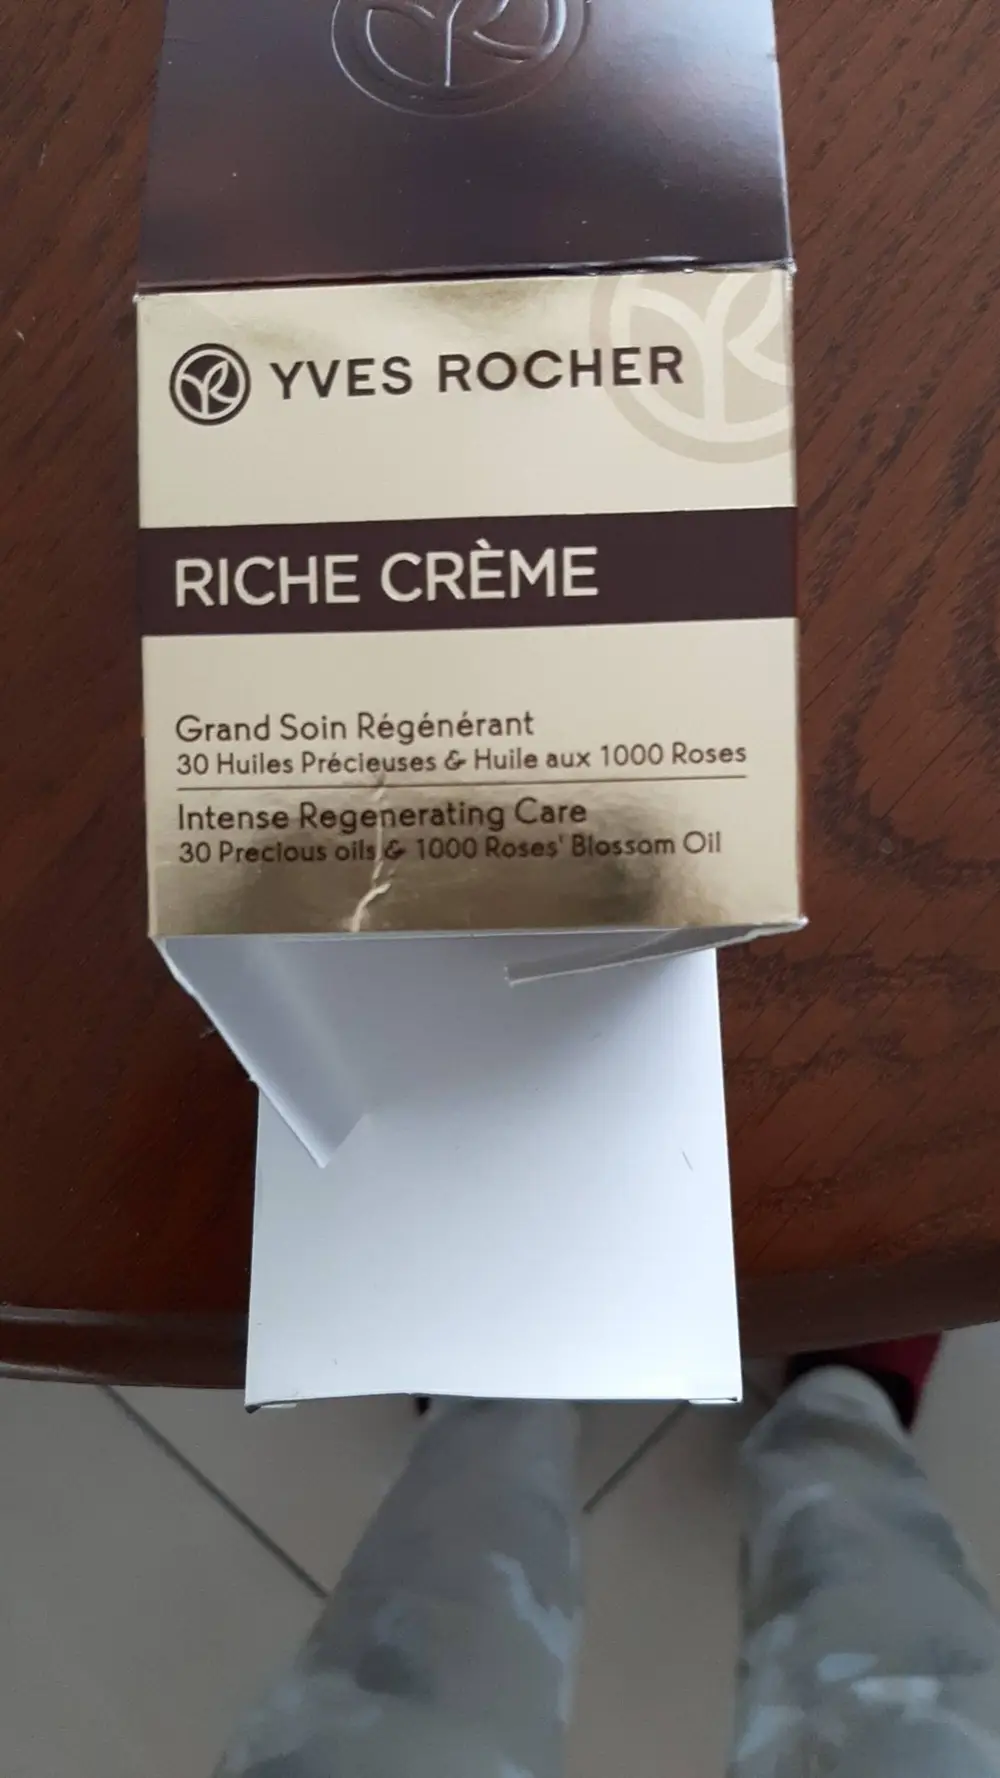 YVES ROCHER
RICHE CRÈME
Grand Soin Régénérant
30 Huiles Précieuses & Huile aux 1000 Roses
Intense Regenerating Care
30 Precious oils & 1000 Roses' Blossom Oil